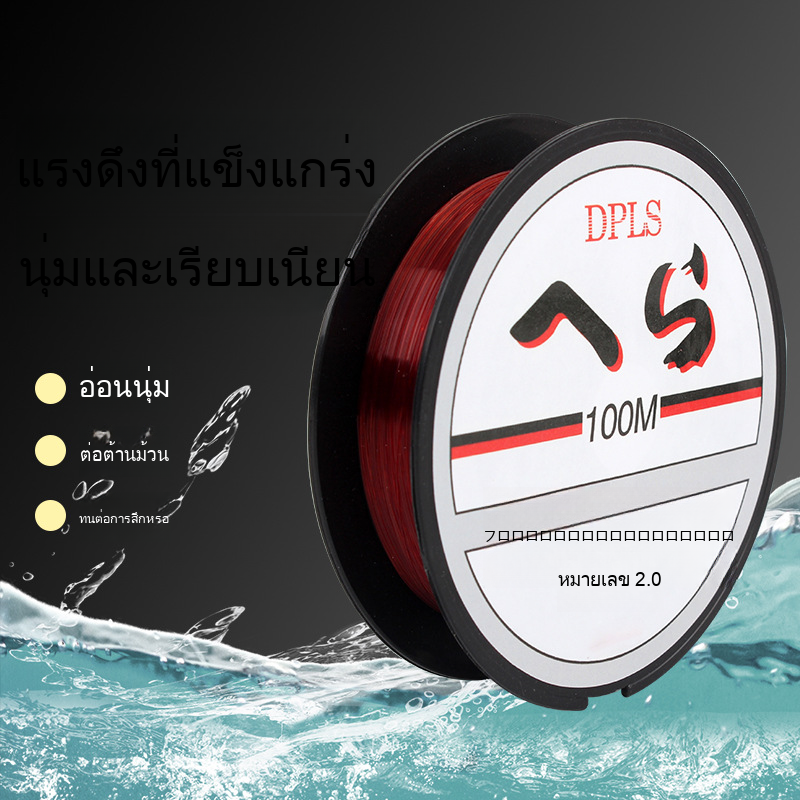 แรงดึงที่แข็งแกร่ง
นุ่มและเรียบเนียน
อ่อนนุ่ม
ต่อต้านม้วน
ทนต่อการสึกหรอ
DPLS
へら
100M
หมายเลข 2.0